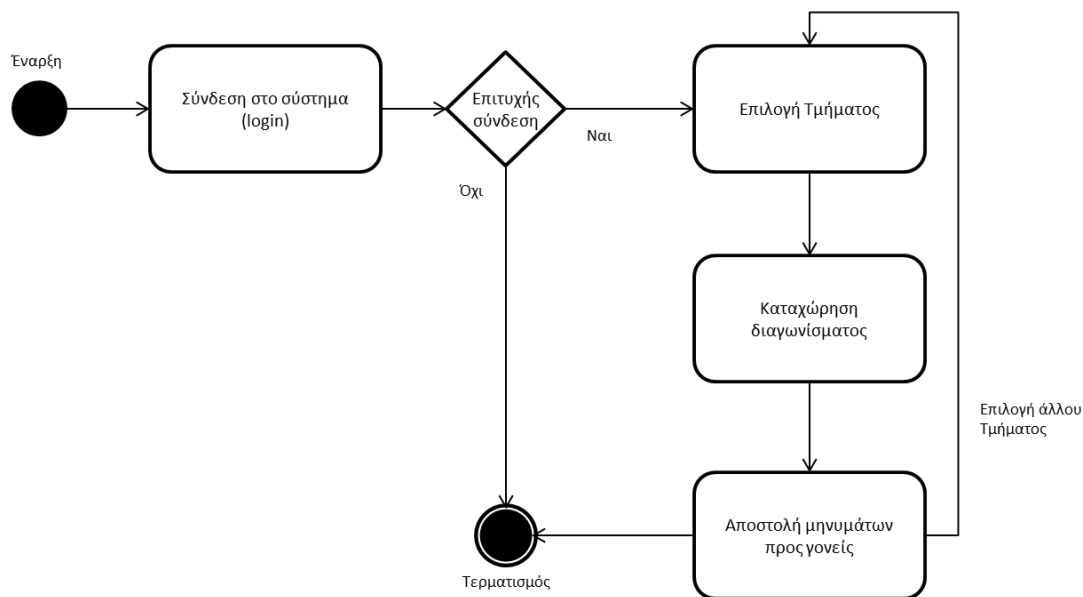 Έναρξη
Σύνδεση στο σύστημα
(login)
Επιτυχής
σύνδεση
Ναι
Όχι
Επιλογή Τμήματος
Καταχώρηση
διαγωνίσματος
Επιλογή άλλου
Τμήματος
Αποστολή μηνυμάτων
προς γονείς
Τερματισμός